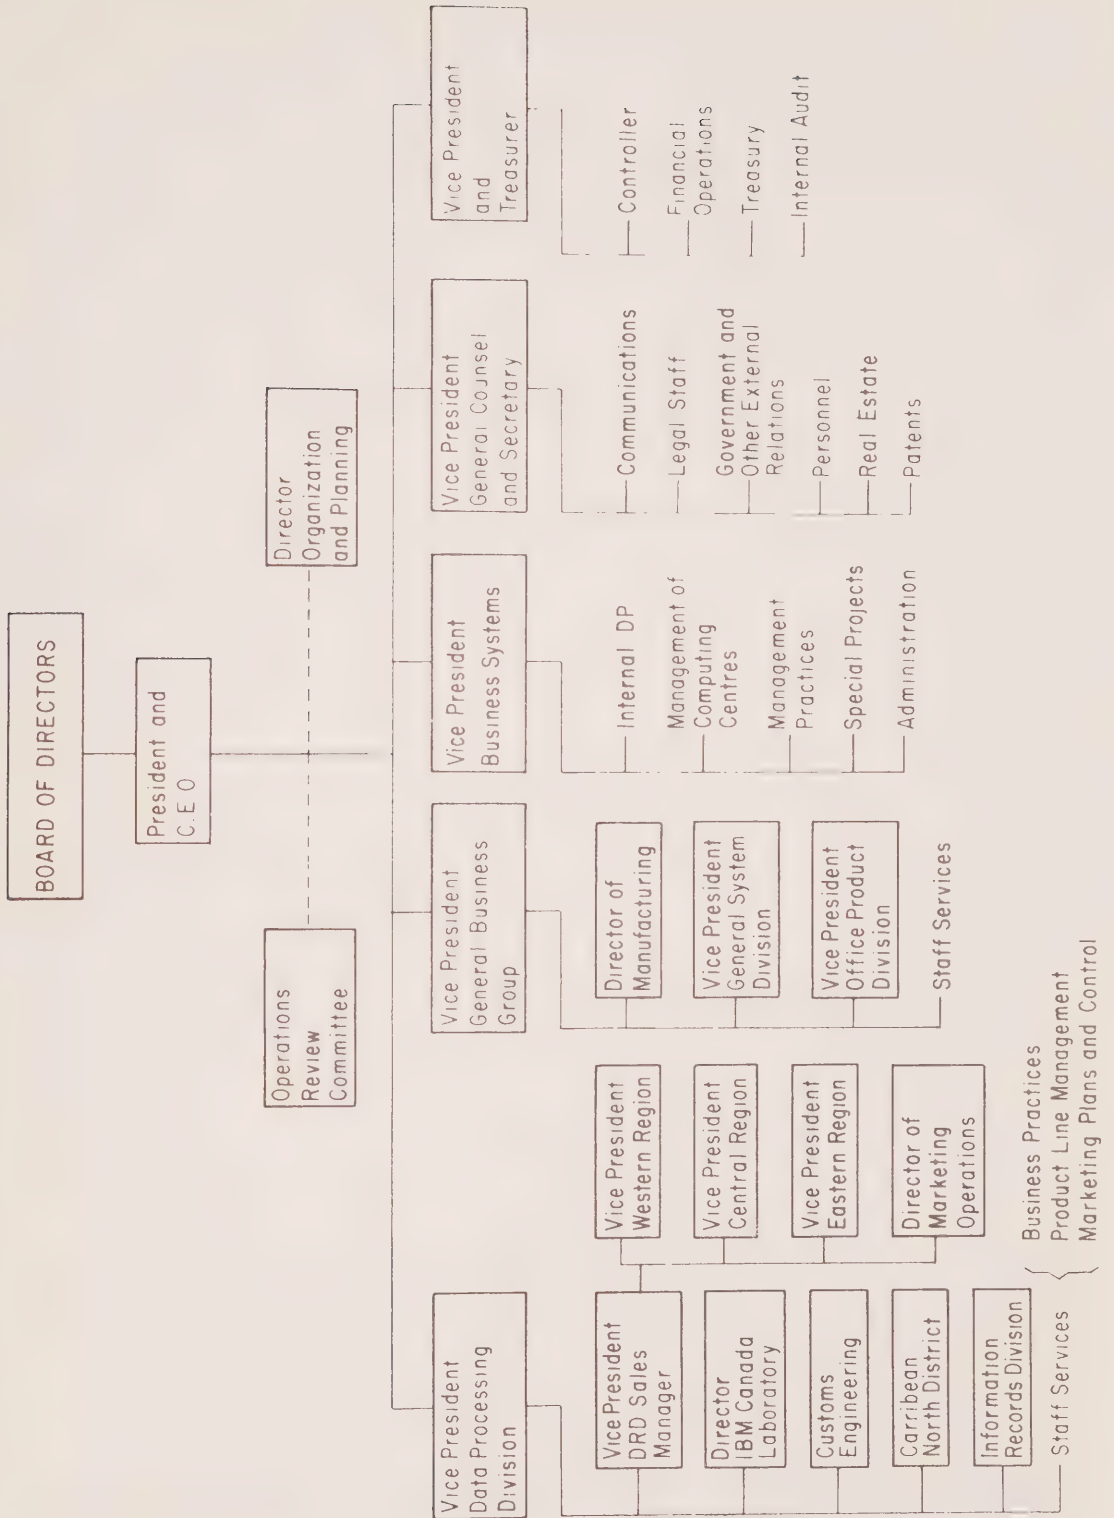 BOARD OF DIRECTORS
President and
C.E O
Operations
Review
Committee
Director
Organization
and Planning
Vice President
Data Processing
Division
Vice President
General Business
Group
Vice President
Business Systems
Vice President
General Counsel
and Secretary
Vice President
and
Treasurer
Vice President
DRD Sales
Manager
Director
IBM Canada
Laboratory
Customs
Engineering
Carribean
North District
Information
Records Division
Staff Services
Business Practices
Product Line Management
Marketing Plans and Control
Vice President
Western Region
Vice President
Central Region
Vice President
Eastern Region
Director of
Marketing
Operations
Director of
Manufacturing
Vice President
General System
Division
Vice President
Office Product
Division
Staff Services
Internal DP
Management of
Computing
Centres
Management
Practices
Special Projects
Administration
Communications
Legal Staff
Government and
Other External
Relations
Personnel
Real Estate
Patents
Controller
Financial
Operations
Treasury
Internal Audit